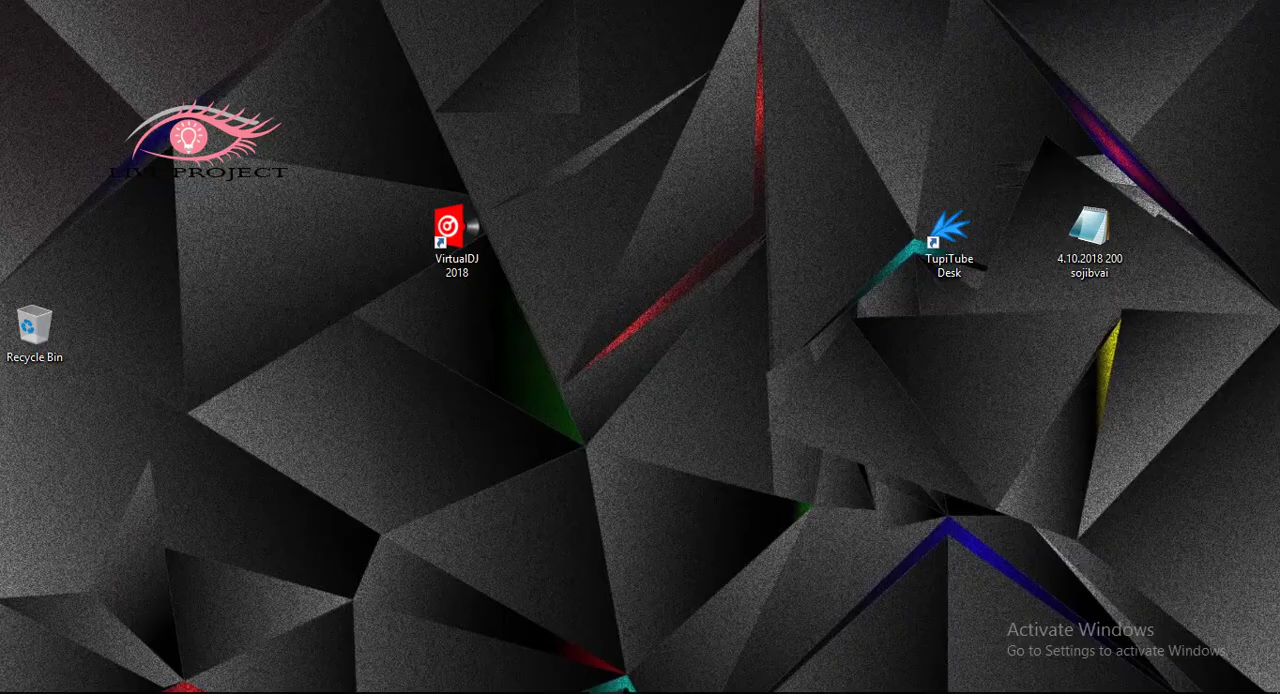 LIVE PROJECT
VirtualDJ
2018
TupiTube
Desk
4.10.2018 200
sojibvai
Recycle Bin
Activate Windows
Go to Settings to activate Windows.